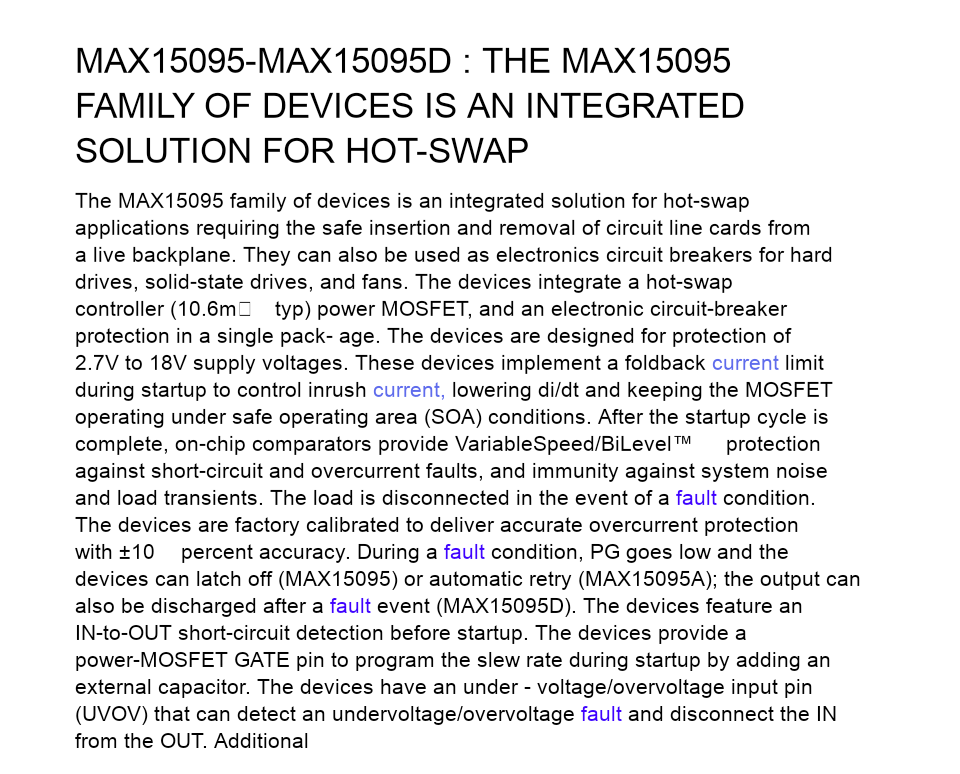 MAX15095-MAX15095D : THE MAX15095
FAMILY OF DEVICES IS AN INTEGRATED
SOLUTION FOR HOT-SWAP
The MAX15095 family of devices is an integrated solution for hot-swap
applications requiring the safe insertion and removal of circuit line cards from
a live backplane. They can also be used as electronics circuit breakers for hard
drives, solid-state drives, and fans. The devices integrate a hot-swap
controller (10.6m□ typ) power MOSFET, and an electronic circuit-breaker
protection in a single pack- age. The devices are designed for protection of
2.7V to 18V supply voltages. These devices implement a foldback current limit
during startup to control inrush current, lowering di/dt and keeping the MOSFET
operating under safe operating area (SOA) conditions. After the startup cycle is
complete, on-chip comparators provide VariableSpeed/BiLevel™ protection
against short-circuit and overcurrent faults, and immunity against system noise
and load transients. The load is disconnected in the event of a fault condition.
The devices are factory calibrated to deliver accurate overcurrent protection
with ±10 percent accuracy. During a fault condition, PG goes low and the
devices can latch off (MAX15095) or automatic retry (MAX15095A); the output can
also be discharged after a fault event (MAX15095D). The devices feature an
IN-to-OUT short-circuit detection before startup. The devices provide a
power-MOSFET GATE pin to program the slew rate during startup by adding an
external capacitor. The devices have an under - voltage/overvoltage input pin
(UVOV) that can detect an undervoltage/overvoltage fault and disconnect the IN
from the OUT. Additional